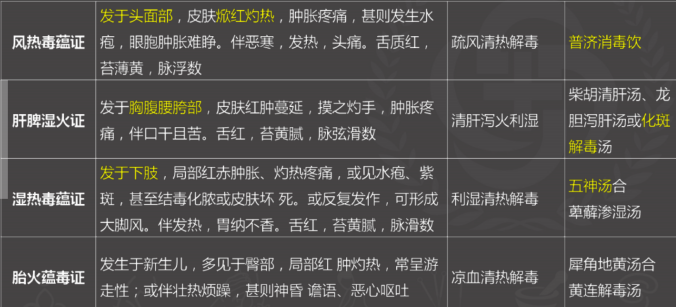 风热毒蕴证
发于头面部，皮肤焮红灼热，肿胀疼痛，甚则发生水
疱，眼胞肿胀难睁。伴恶寒，发热，头痛。舌质红，
苔薄黄，脉浮数
疏风清热解毒
普济消毒饮
肝脾湿火证
发于胸腹腰胯部，皮肤红肿蔓延，摸之灼手，肿胀疼
痛，伴口干且苦。舌红，苔黄腻，脉弦滑数
清肝泻火利湿
柴胡清肝汤、龙
胆泻肝汤或化斑
解毒汤
湿热毒蕴证
发于下肢，局部红赤肿胀、灼热疼痛，或见水疱、紫
斑，甚至结毒化脓或皮肤坏 死。或反复发作，可形成
大脚风。伴发热，胃纳不香。舌红，苔黄腻，脉滑数
利湿清热解毒
五神汤合
萆薢渗湿汤
胎火蕴毒证
发生于新生儿，多见于臀部，局部红 肿灼热，常呈游
走性；或伴壮热烦躁，甚则神昏 谵语、恶心呕吐
凉血清热解毒
犀角地黄汤合
黄连解毒汤